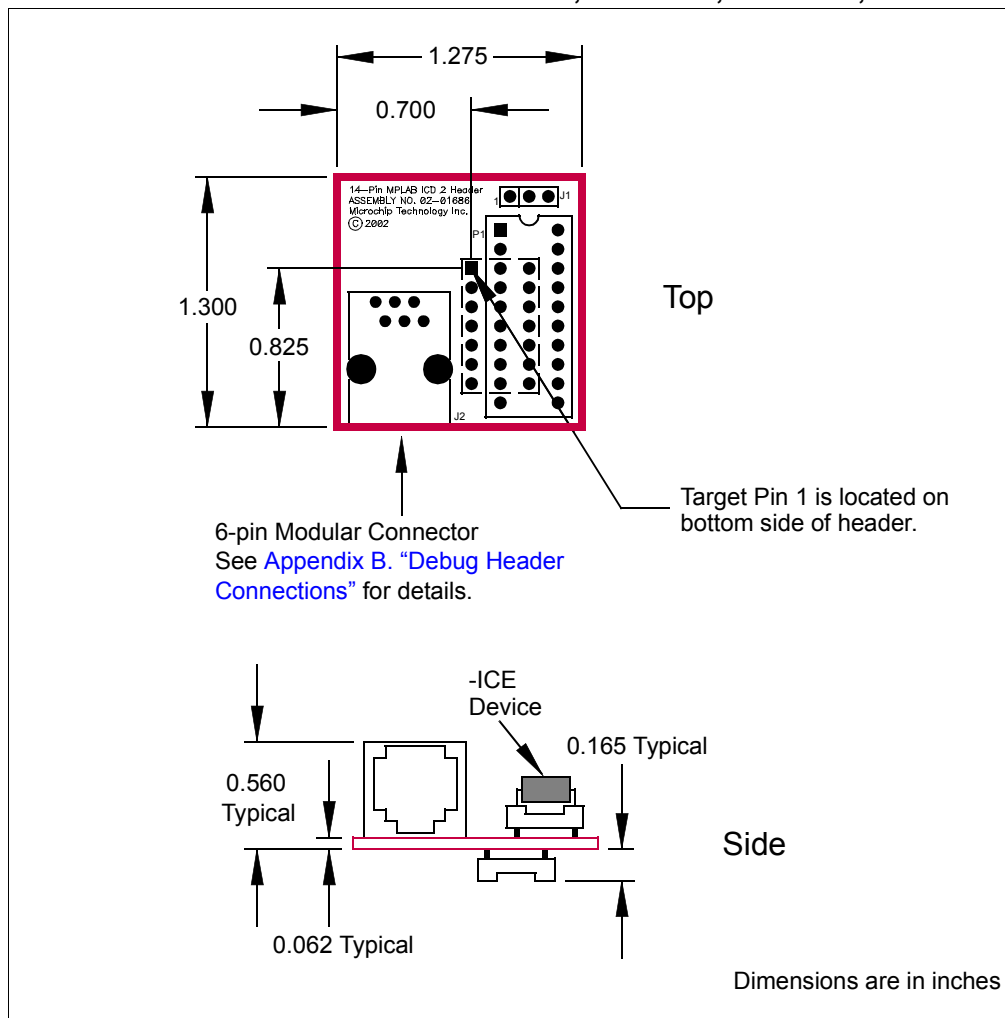 1.275
0.700
14-Pin MPLAB ICD 2 Header
ASSEMBLY NO. 02-01686
Microchip Technology Inc.
© 2002
1
J1
P1
1.300
0.825
Top
J2
Target Pin 1 is located on
bottom side of header.
6-pin Modular Connector
See Appendix B. “Debug Header
Connections” for details.
-ICE
Device
0.165 Typical
0.560
Typical
Side
0.062 Typical
Dimensions are in inches